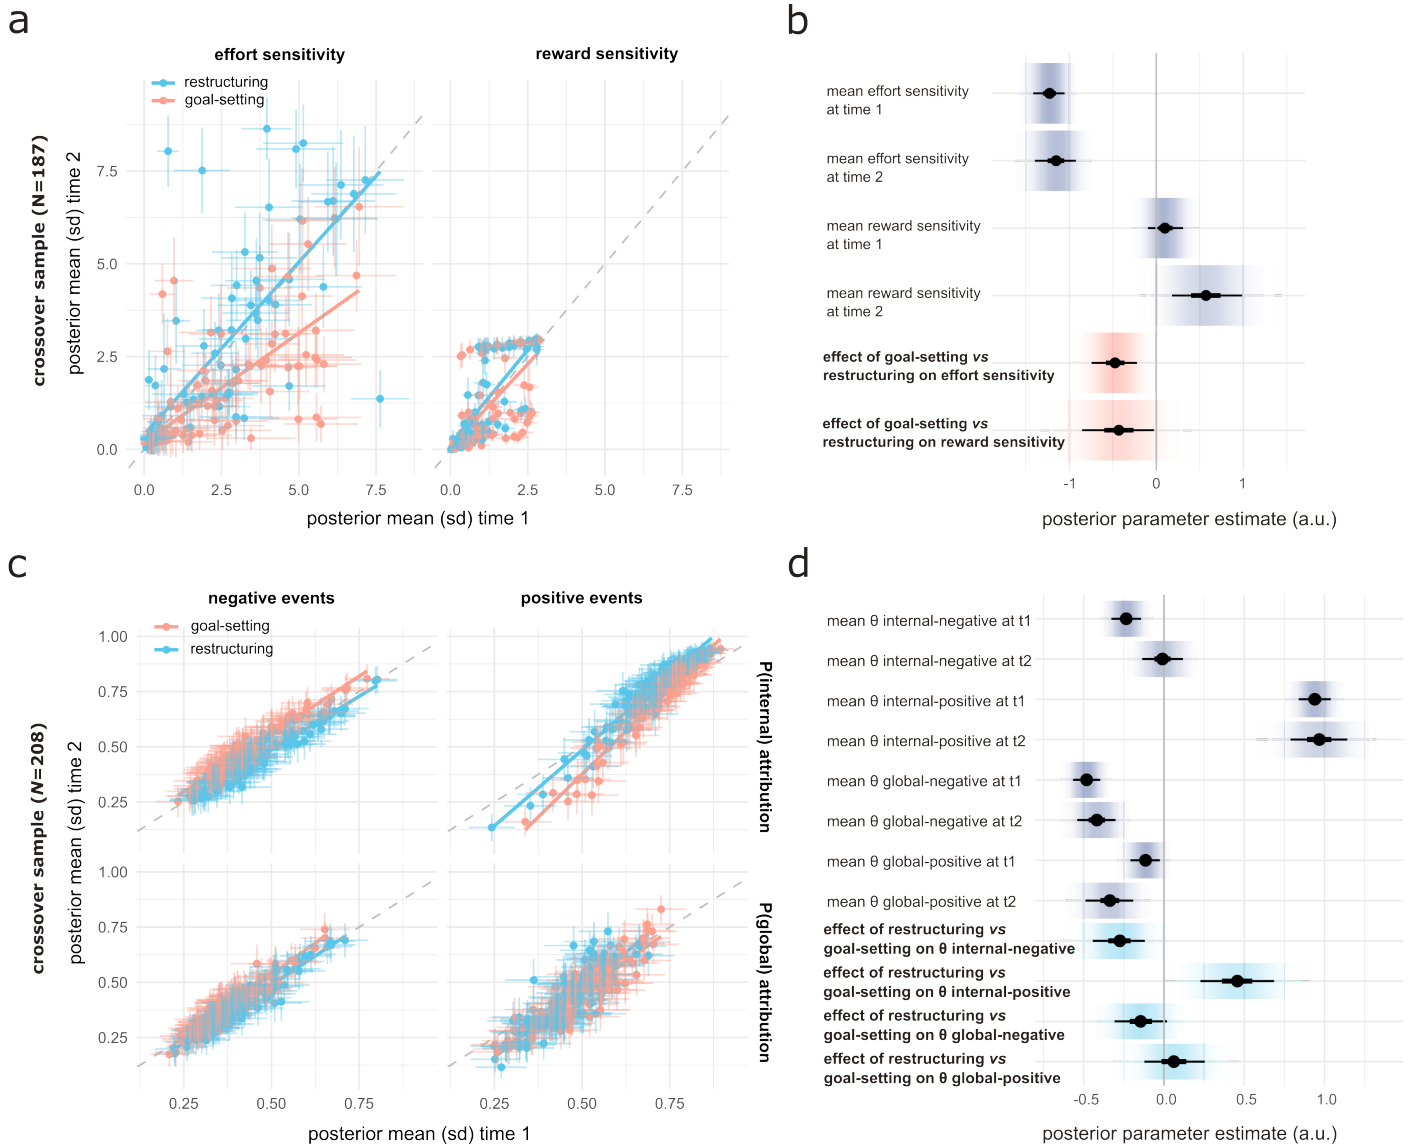 a
effort sensitivity
reward sensitivity
restructuring
goal-setting
crossover sample (N=187)
posterior mean (sd) time 2
7.5
5.0
2.5
0.0
0.0
2.5
5.0
7.5
0.0
2.5
5.0
7.5
posterior mean (sd) time 1
b
mean effort sensitivity
at time 1
mean effort sensitivity
at time 2
mean reward sensitivity
at time 1
mean reward sensitivity
at time 2
effect of goal-setting vs
restructuring on effort sensitivity
effect of goal-setting vs
restructuring on reward sensitivity
-1
0
1
posterior parameter estimate (a.u.)
c
negative events
positive events
goal-setting
restructuring
crossover sample (N=208)
posterior mean (sd) time 2
1.00
0.75
0.50
0.25
P(internal) attribution
1.00
0.75
0.50
0.25
P(global) attribution
0.25
0.50
0.75
0.25
0.50
0.75
posterior mean (sd) time 1
d
mean θ internal-negative at t1
mean θ internal-negative at t2
mean θ internal-positive at t1
mean θ internal-positive at t2
mean θ global-negative at t1
mean θ global-negative at t2
mean θ global-positive at t1
mean θ global-positive at t2
effect of restructuring vs
goal-setting on θ internal-negative
effect of restructuring vs
goal-setting on θ internal-positive
effect of restructuring vs
goal-setting on θ global-negative
effect of restructuring vs
goal-setting on θ global-positive
-0.5
0.0
0.5
1.0
posterior parameter estimate (a.u.)